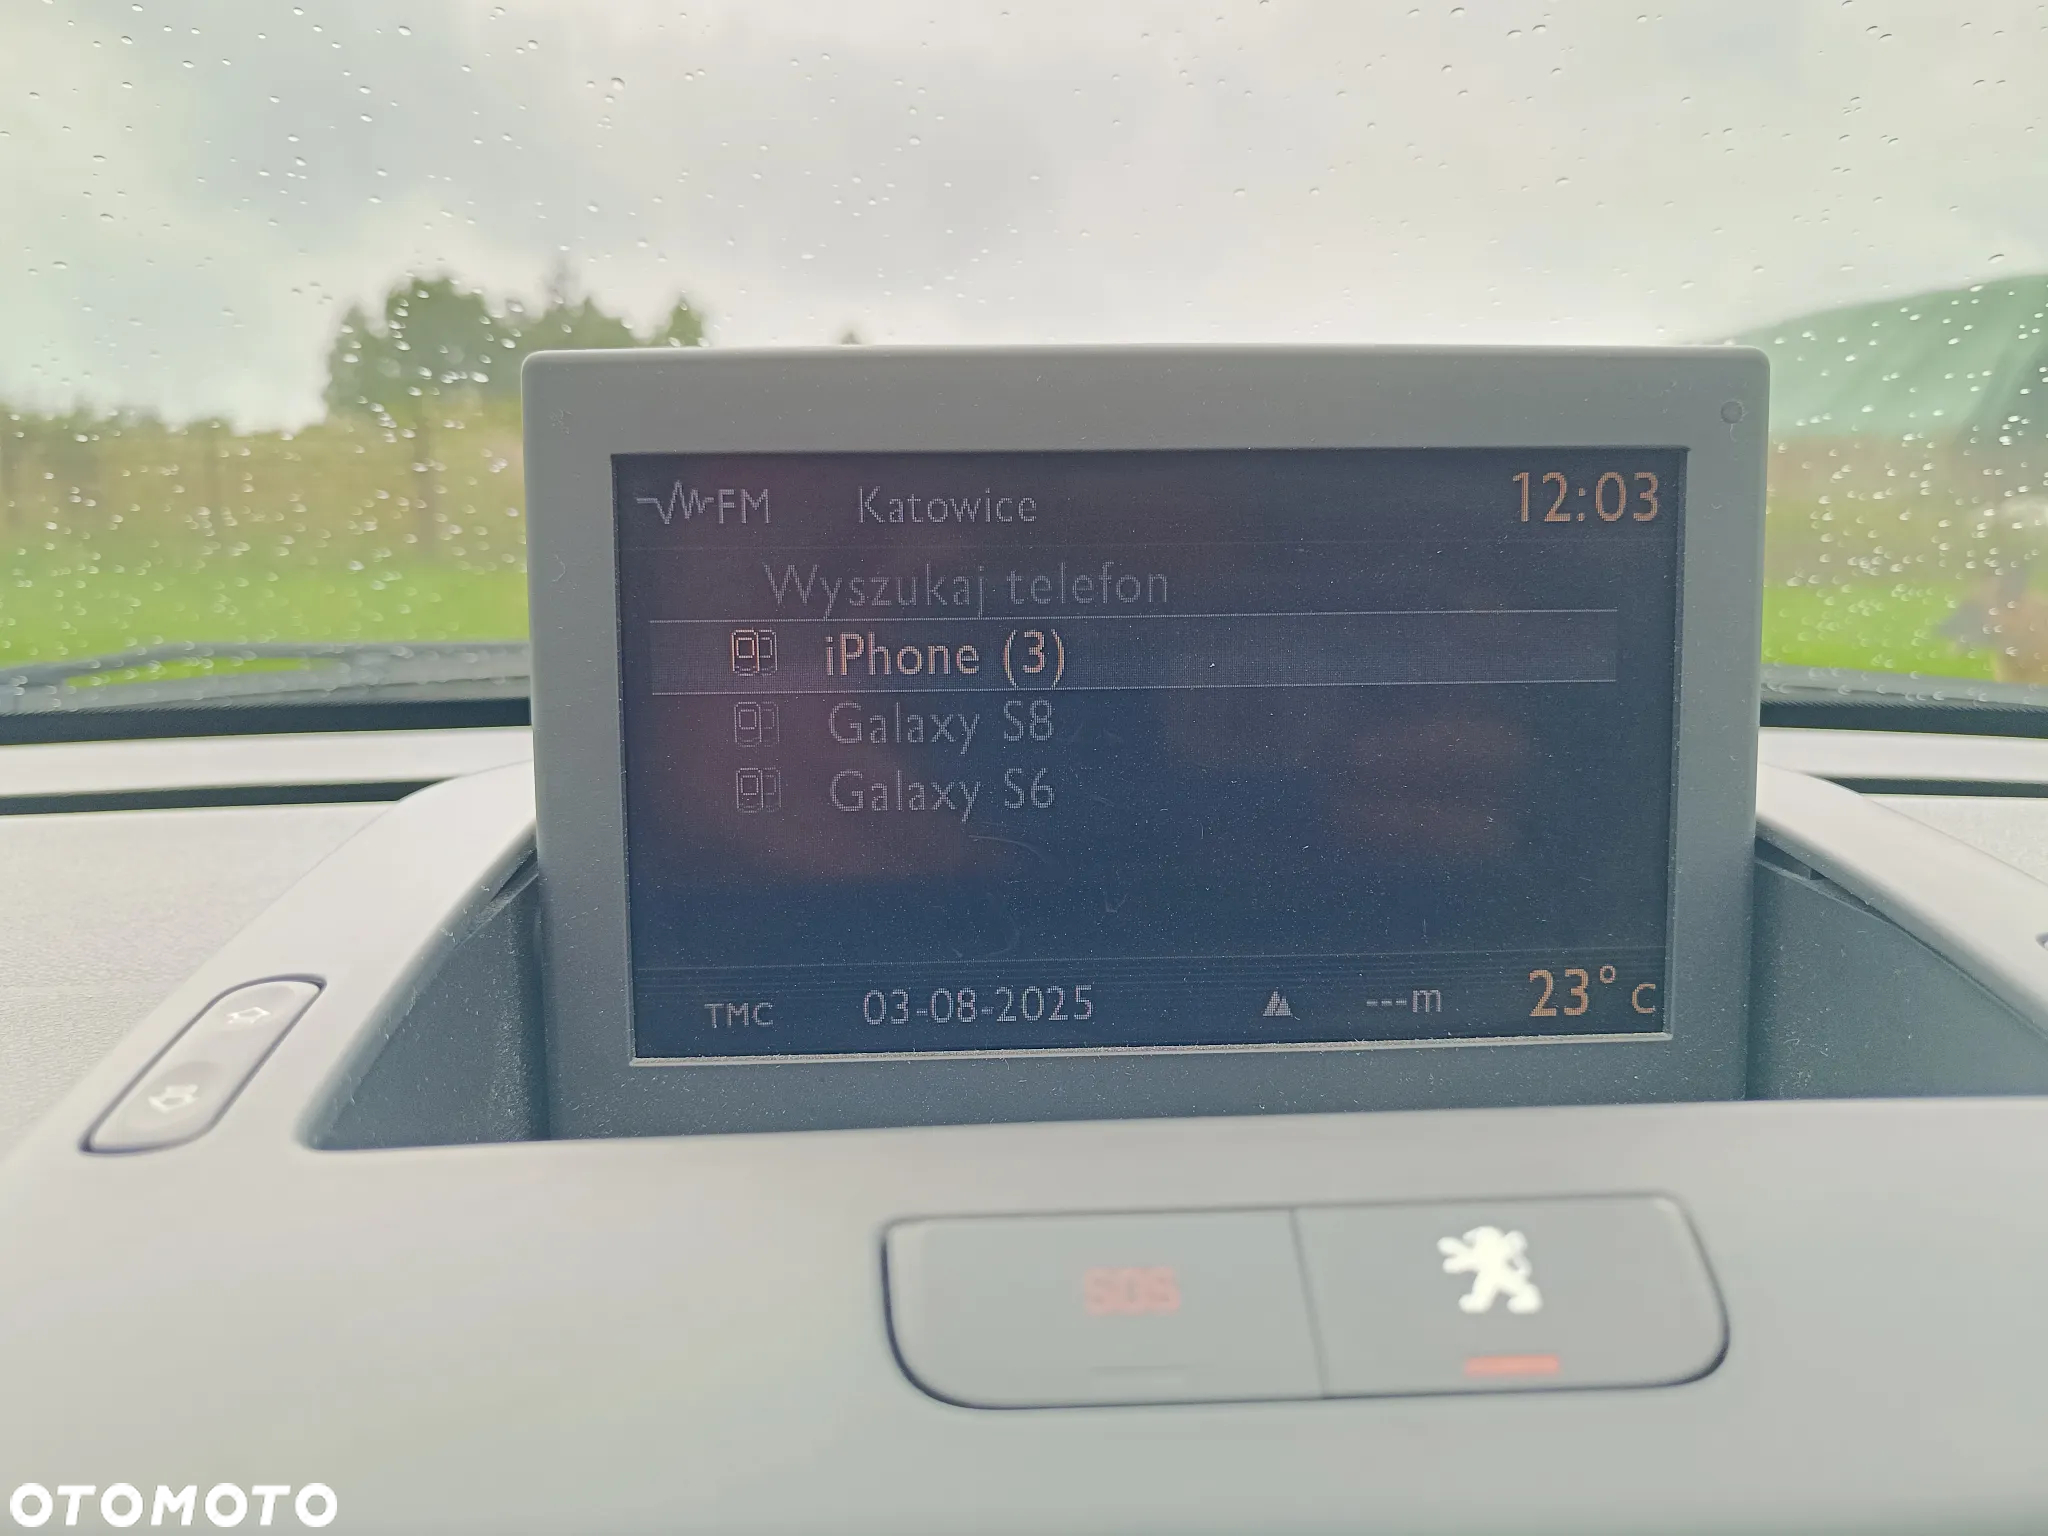 FM Katowice 12:03
Wyszukaj telefon
iPhone (3)
Galaxy S8
Galaxy S6
TMC 03-08-2025 ---m 23° C
SOS
OTOMOTO